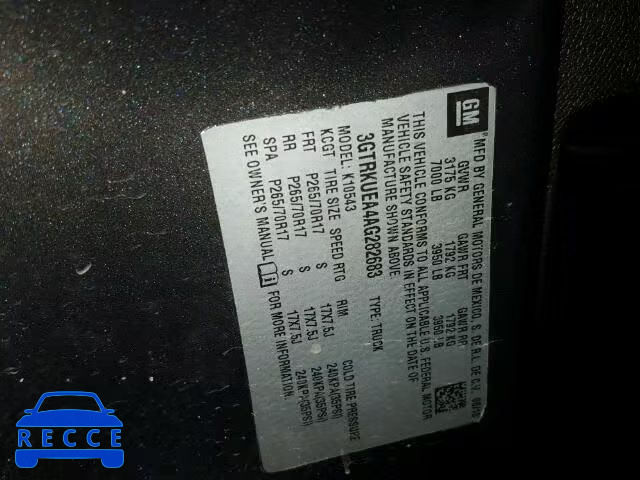 GM
MFD BY GENERAL MOTORS DE MEXICO, S. DE R.L. DE C.V.
GVWR GAWR FRT GAWR RR
3175 KG 1792 KG 1792 KG
7000 LB 3950 LB 3950 LB
THIS VEHICLE CONFORMS TO ALL APPLICABLE U.S. FEDERAL MOTOR
VEHICLE SAFETY STANDARDS IN EFFECT ON THE DATE OF
MANUFACTURE SHOWN ABOVE.
3GTRKUEA4AG282683 TYPE: TRUCK
MODEL: K10543
KCGT TIRE SIZE SPEED RTG RIM COLD TIRE PRESSURE
FRT P265/70R17 S 17X7.5J 240KPA(35PSI)
RR P265/70R17 S 17X7.5J 240KPA(35PSI)
SPA P265/70R17 S 17X7.5J 240KPA(35PSI)
SEE OWNER'S MANUAL FOR MORE INFORMATION
RECCE